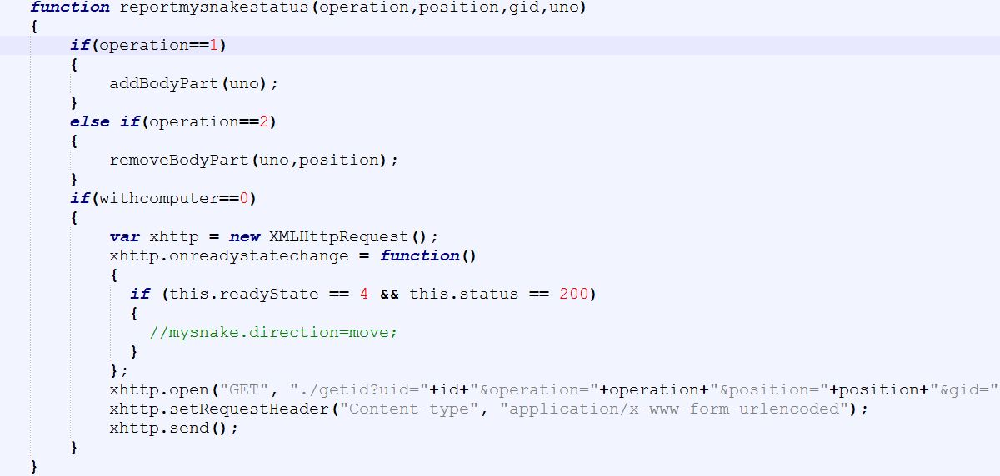 function reportmysnakestatus(operation,position,gid,uno)
{
    if(operation==1)
    {
        addBodyPart(uno);
    }
    else if(operation==2)
    {
        removeBodyPart(uno,position);
    }
    if(withcomputer==0)
    {
        var xhttp = new XMLHttpRequest();
        xhttp.onreadystatechange = function()
        {
          if (this.readyState == 4 && this.status == 200)
          {
            //mysnake.direction=move;
          }
        };
        xhttp.open("GET", "./getid?uid="+id+"&operation="+operation+"&position="+position+"&gid="
        xhttp.setRequestHeader("Content-type", "application/x-www-form-urlencoded");
        xhttp.send();
    }
}